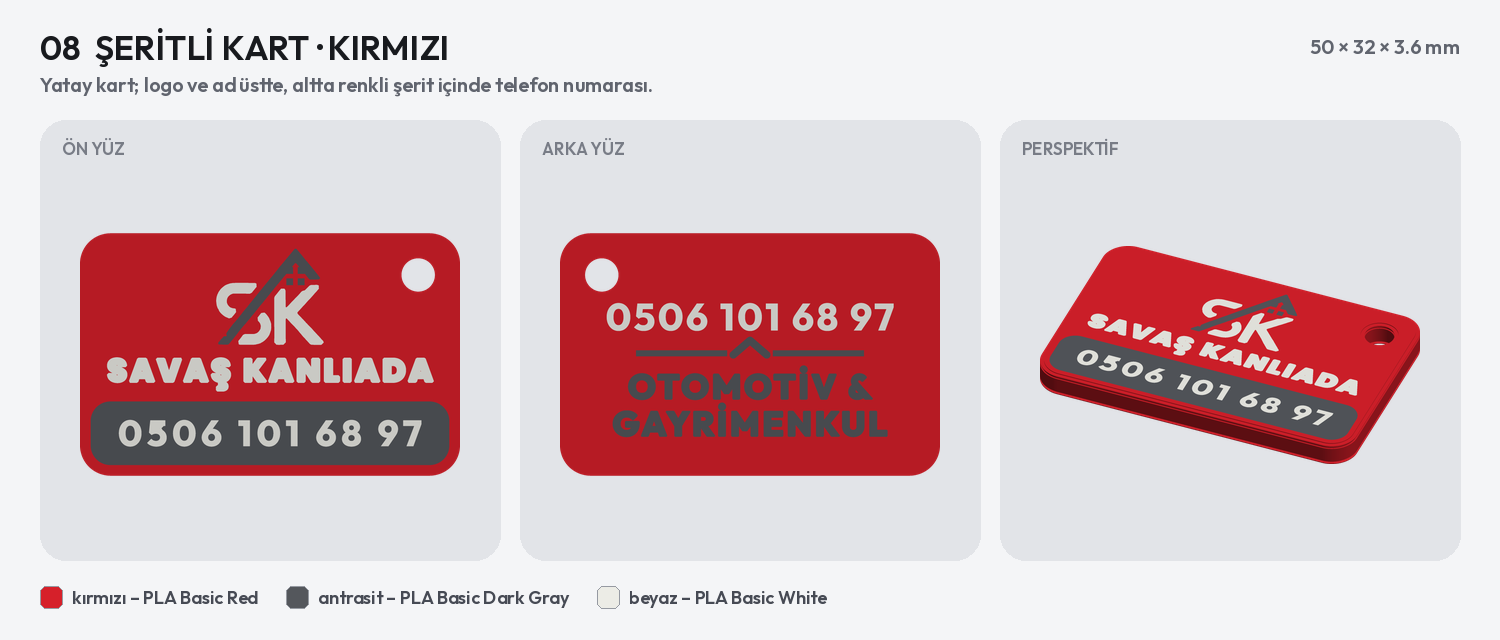 08 ŞERİTLİ KART · KIRMIZI
50 × 32 × 3.6 mm
Yatay kart; logo ve ad üstte, altta renkli şerit içinde telefon numarası.
ÖN YÜZ
SK
SAVAŞ KANLIADA
0506 101 68 97
ARKA YÜZ
0506 101 68 97
OTOMOTİV &
GAYRİMENKUL
PERSPEKTİF
SK
SAVAŞ KANLIADA
0506 101 68 97
kırmızı – PLA Basic Red
antrasit – PLA Basic Dark Gray
beyaz – PLA Basic White